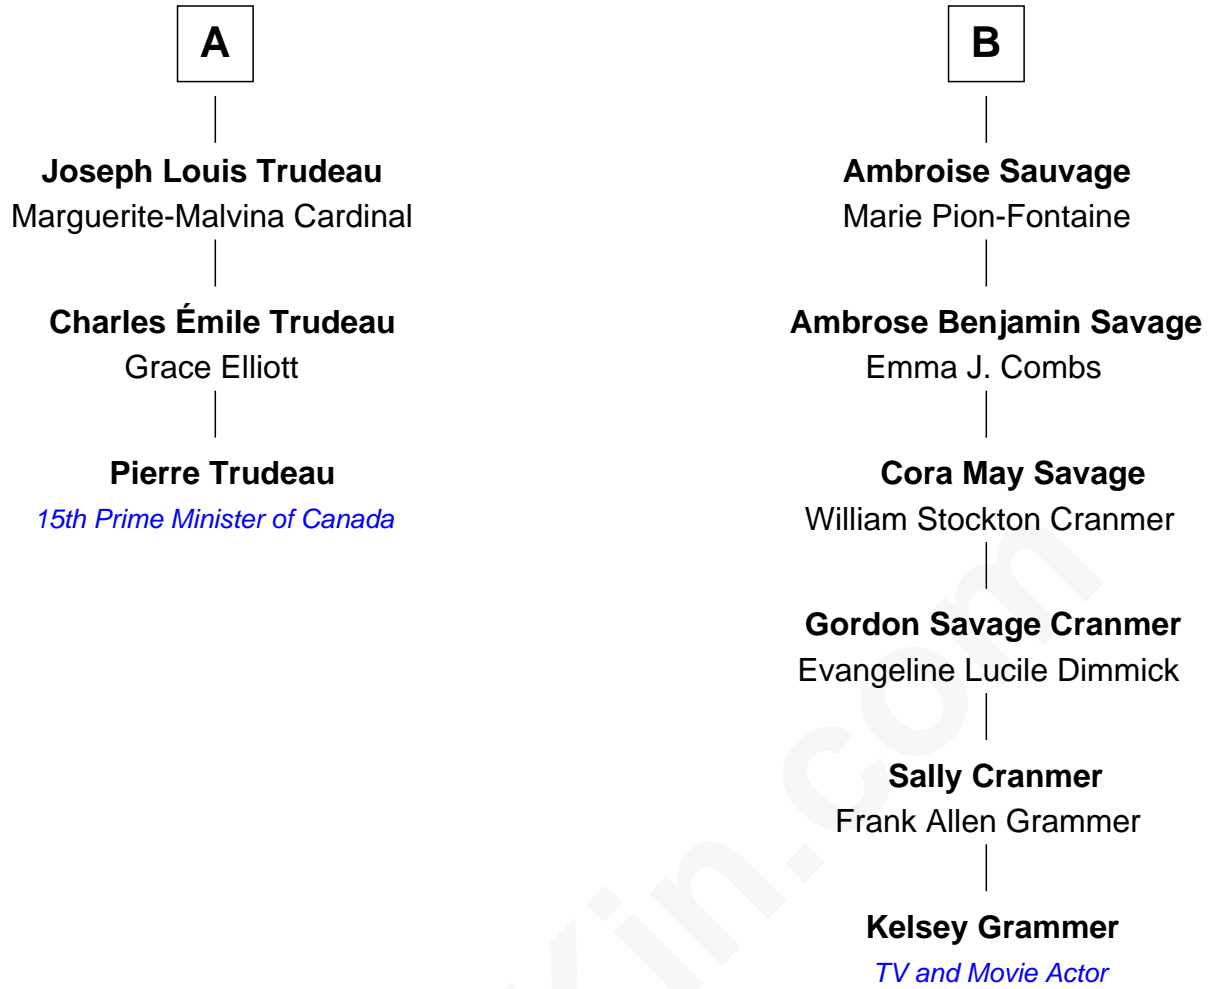 A
Joseph Louis Trudeau
Marguerite-Malvina Cardinal
Charles Émile Trudeau
Grace Elliott
Pierre Trudeau
15th Prime Minister of Canada
B
Ambroise Sauvage
Marie Pion-Fontaine
Ambrose Benjamin Savage
Emma J. Combs
Cora May Savage
William Stockton Cranmer
Gordon Savage Cranmer
Evangeline Lucile Dimmick
Sally Cranmer
Frank Allen Grammer
Kelsey Grammer
TV and Movie Actor
Kin.com